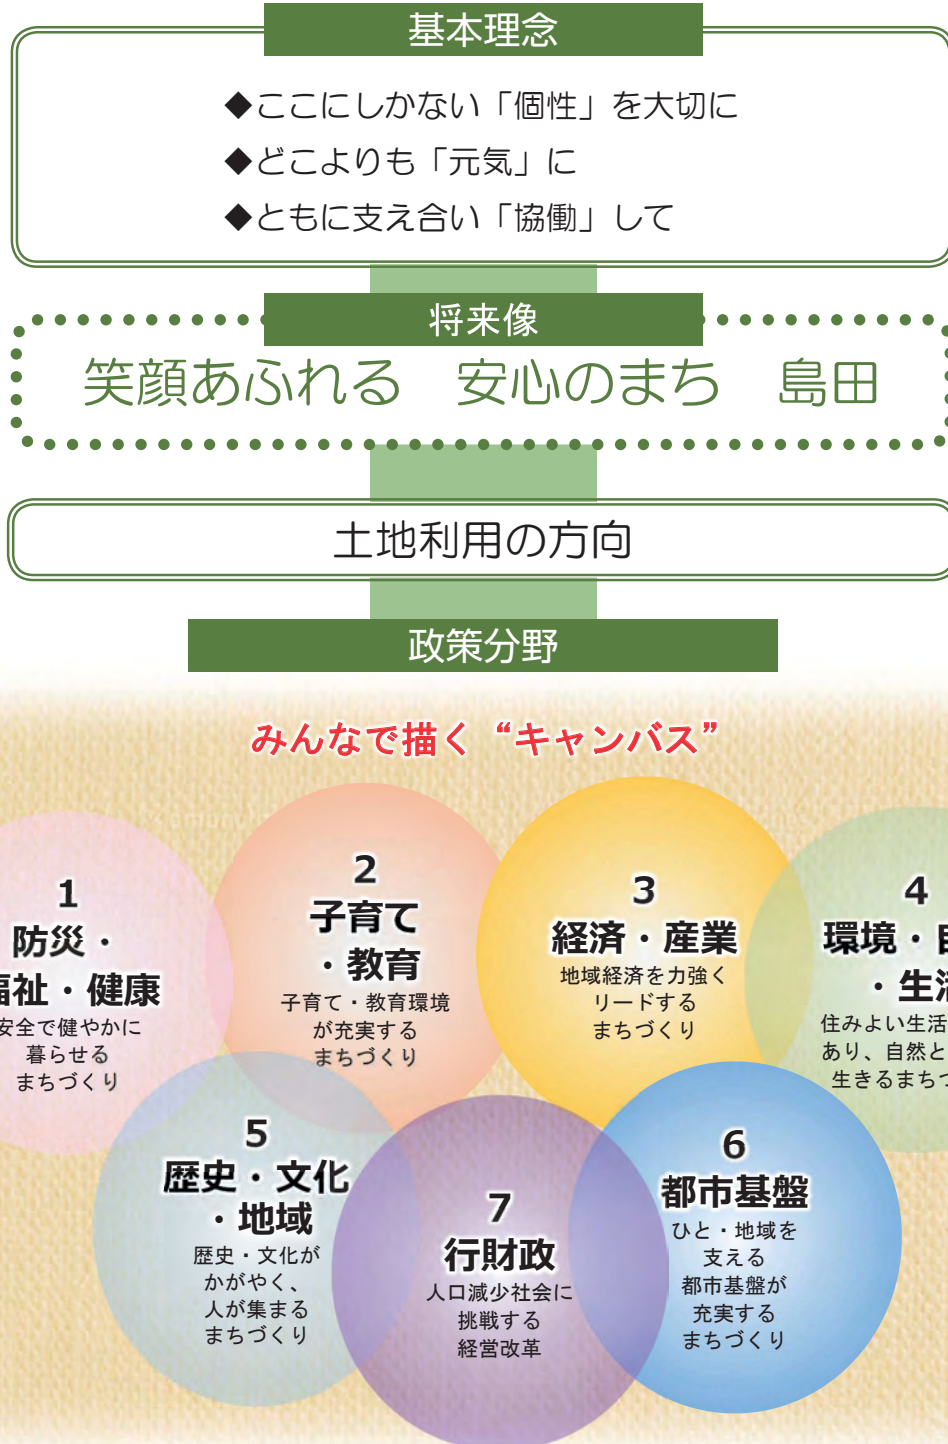 基本理念
◆ここにしかない「個性」を大切に
◆どこよりも「元気」に
◆ともに支え合い「協働」して
将来像
笑顔あふれる 安心のまち 島田
土地利用の方向
政策分野
みんなで描く“キャンバス”
1
防災・
福祉・健康
安全で健やかに
暮らせる
まちづくり
2
子育て
・教育
子育て・教育環境
が充実する
まちづくり
3
経済・産業
地域経済を力強く
リードする
まちづくり
4
環境・自
・生活
住みよい生活
あり、自然と
生きるまちづ
5
歴史・文化
・地域
歴史・文化が
かがやく、
人が集まる
まちづくり
7
行財政
人口減少社会に
挑戦する
経営改革
6
都市基盤
ひと・地域を
支える
都市基盤が
充実する
まちづくり